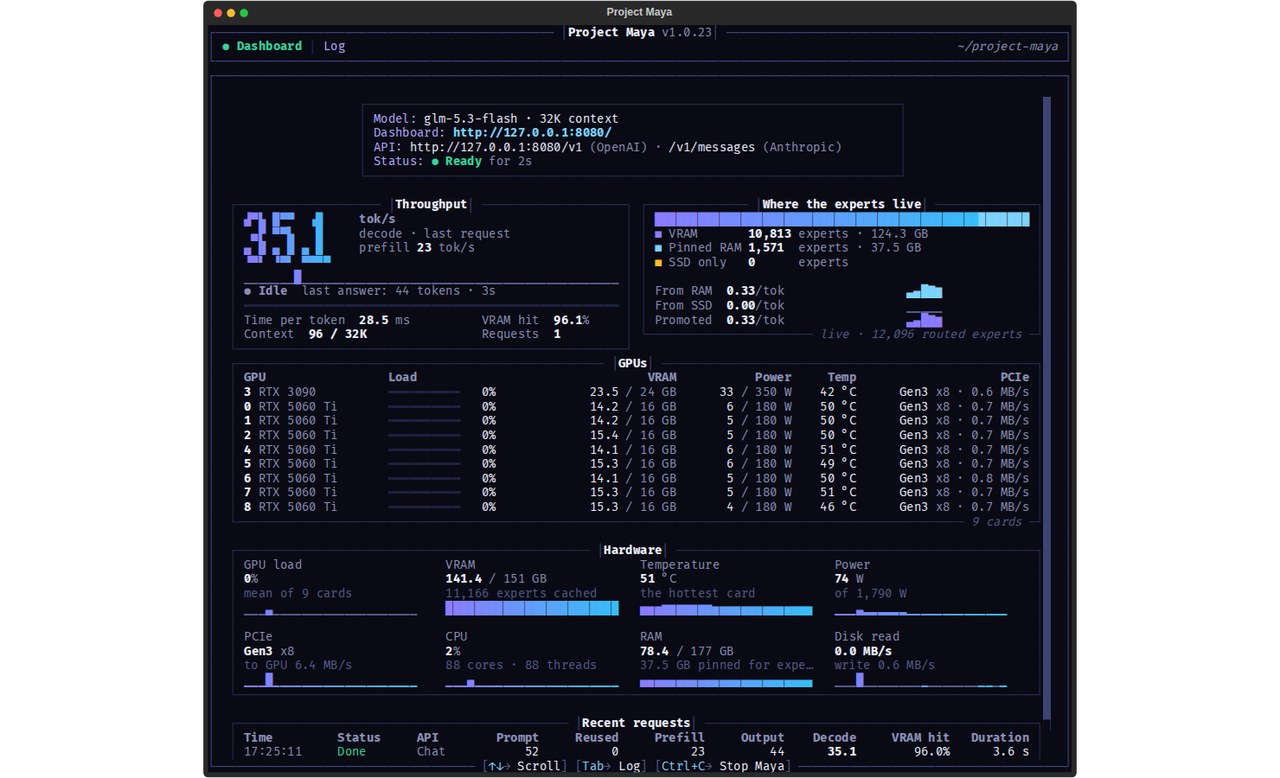 Project Maya
Project Maya v1.0.23
● Dashboard │ Log ~/project-maya
Model: glm-5.3-flash · 32K context
Dashboard: http://127.0.0.1:8080/
API: http://127.0.0.1:8080/v1 (OpenAI) · /v1/messages (Anthropic)
Status: ● Ready for 2s
Throughput
35.1 tok/s
decode · last request
prefill 23 tok/s
● Idle last answer: 44 tokens · 3s
Time per token 28.5 ms VRAM hit 96.1%
Context 96 / 32K Requests 1
Where the experts live
■ VRAM 10,813 experts · 124.3 GB
■ Pinned RAM 1,571 experts · 37.5 GB
■ SSD only 0 experts
From RAM 0.33/tok
From SSD 0.00/tok
Promoted 0.33/tok
live · 12,096 routed experts
GPUs
GPU Load VRAM Power Temp PCIe
3 RTX 3090 0% 23.5 / 24 GB 33 / 350 W 42 °C Gen3 x8 · 0.6 MB/s
0 RTX 5060 Ti 0% 14.2 / 16 GB 6 / 180 W 50 °C Gen3 x8 · 0.7 MB/s
1 RTX 5060 Ti 0% 14.2 / 16 GB 5 / 180 W 50 °C Gen3 x8 · 0.7 MB/s
2 RTX 5060 Ti 0% 15.4 / 16 GB 5 / 180 W 50 °C Gen3 x8 · 0.7 MB/s
4 RTX 5060 Ti 0% 14.1 / 16 GB 6 / 180 W 51 °C Gen3 x8 · 0.7 MB/s
5 RTX 5060 Ti 0% 15.3 / 16 GB 6 / 180 W 49 °C Gen3 x8 · 0.7 MB/s
6 RTX 5060 Ti 0% 14.1 / 16 GB 5 / 180 W 50 °C Gen3 x8 · 0.8 MB/s
7 RTX 5060 Ti 0% 15.3 / 16 GB 5 / 180 W 51 °C Gen3 x8 · 0.7 MB/s
8 RTX 5060 Ti 0% 15.3 / 16 GB 4 / 180 W 46 °C Gen3 x8 · 0.7 MB/s
9 cards
Hardware
GPU load VRAM Temperature Power
0% 141.4 / 151 GB 51 °C 74 W
mean of 9 cards 11,166 experts cached the hottest card of 1,790 W
PCIe CPU RAM Disk read
Gen3 x8 2% 78.4 / 177 GB 0.0 MB/s
to GPU 6.4 MB/s 88 cores · 88 threads 37.5 GB pinned for expe… write 0.6 MB/s
Recent requests
Time Status API Prompt Reused Prefill Output Decode VRAM hit Duration
17:25:11 Done Chat 52 0 23 44 35.1 96.0% 3.6 s
[↑↓→ Scroll] [Tab→ Log] [Ctrl+C→ Stop Maya]